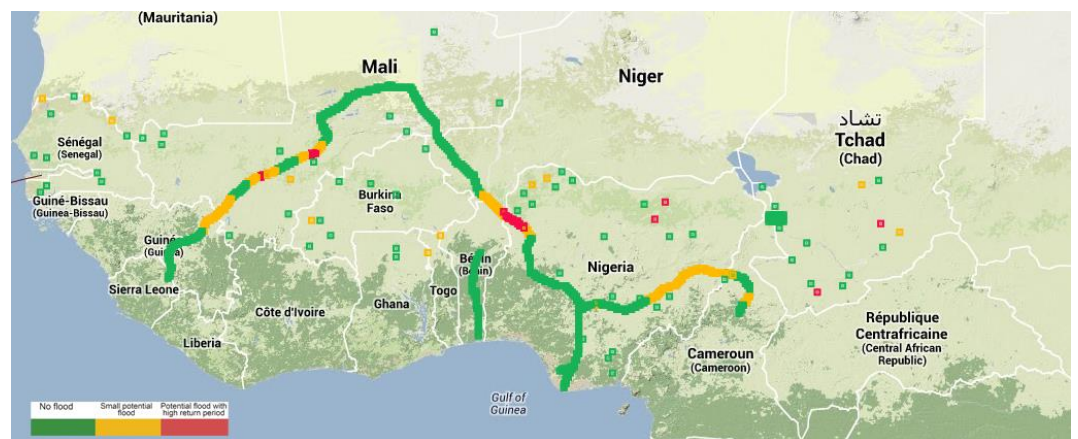 (Mauritania)
Mali
Niger
تشاد
Tchad
(Chad)
Sénégal
(Senegal)
Guiné-Bissau
(Guinea-Bissau)
Burkina
Faso
Guiné
(Guinea)
Sierra Leone
Bénin
(Benin)
Nigeria
Togo
Ghana
Côte d'Ivoire
Liberia
République
Centrafricaine
(Central African
Republic)
Cameroun
(Cameroon)
Gulf of
Guinea
No flood
Small potential
flood
Potential flood with
high return period